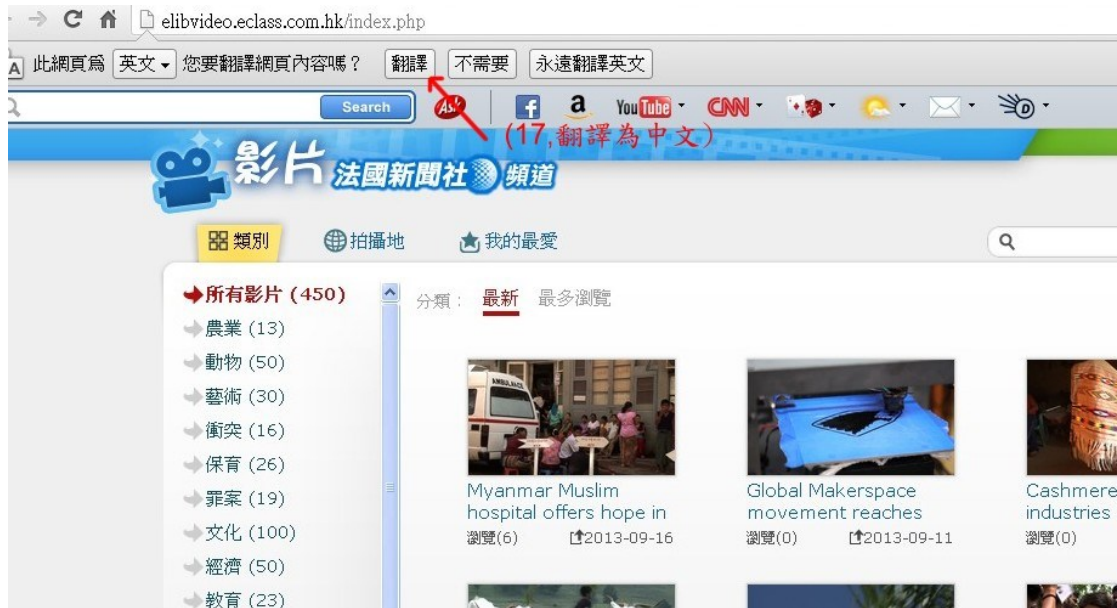 elibvideo.eclass.com.hk/index.php
此網頁為 英文 您要翻譯網頁內容嗎？ 翻譯 不需要 永遠翻譯英文
Search Ask f a YouTube CNN D
(17,翻譯為中文)
影片 法國新聞社 頻道
類別 拍攝地 我的最愛
所有影片 (450)
分類： 最新 最多瀏覽
農業 (13)
動物 (50)
藝術 (30)
衝突 (16)
保育 (26)
罪案 (19)
文化 (100)
經濟 (50)
教育 (23)
AMBULANCE
Myanmar Muslim
hospital offers hope in
瀏覽(6) 2013-09-16
Global Makerspace
movement reaches
瀏覽(0) 2013-09-11
Cashmere
industries
瀏覽(0)